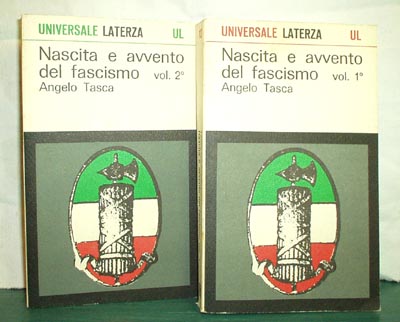 UNIVERSALE LATERZA UL
Nascita e avvento
del fascismo vol. 2°
Angelo Tasca
UNIVERSALE LATERZA UL
Nascita e avvento
del fascismo vol. 1°
Angelo Tasca